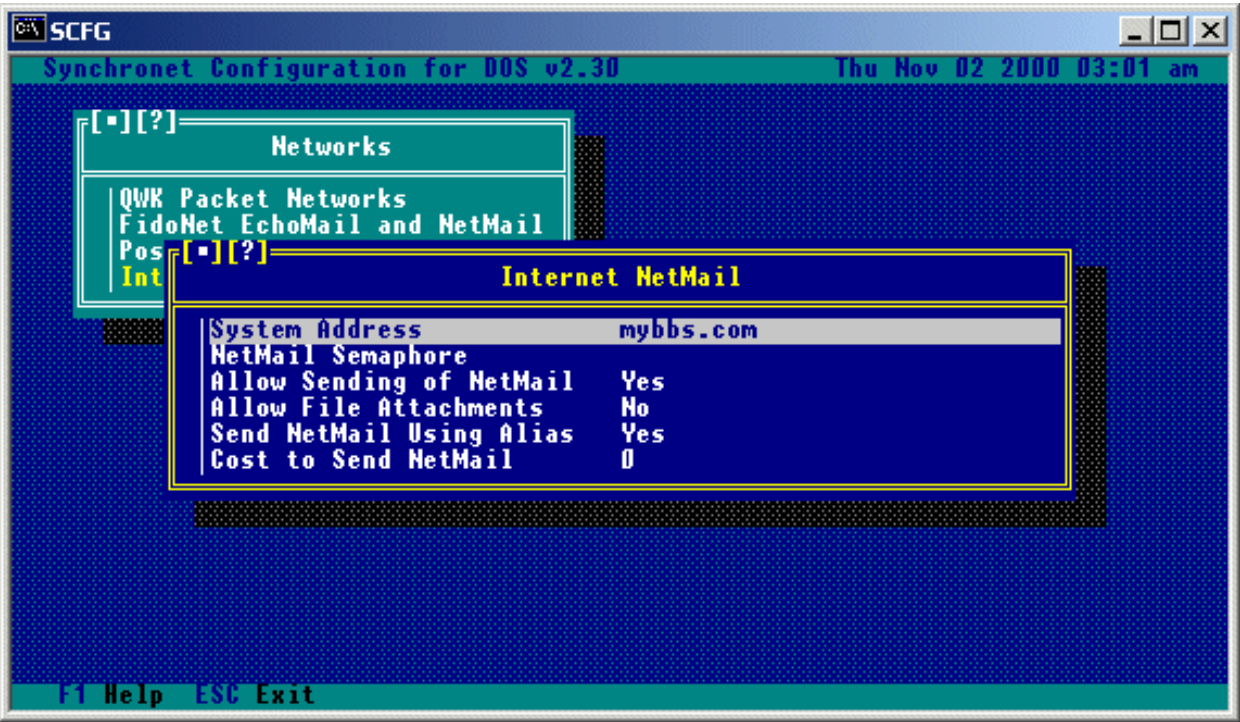 SCFG
Synchronet Configuration for DOS v2.30 Thu Nov 02 2000 03:01 am
[■][?]
Networks
QWK Packet Networks
FidoNet EchoMail and NetMail
Pos
Int
[■][?]
Internet NetMail
System Address mybbs.com
NetMail Semaphore
Allow Sending of NetMail Yes
Allow File Attachments No
Send NetMail Using Alias Yes
Cost to Send NetMail 0
F1 Help ESC Exit